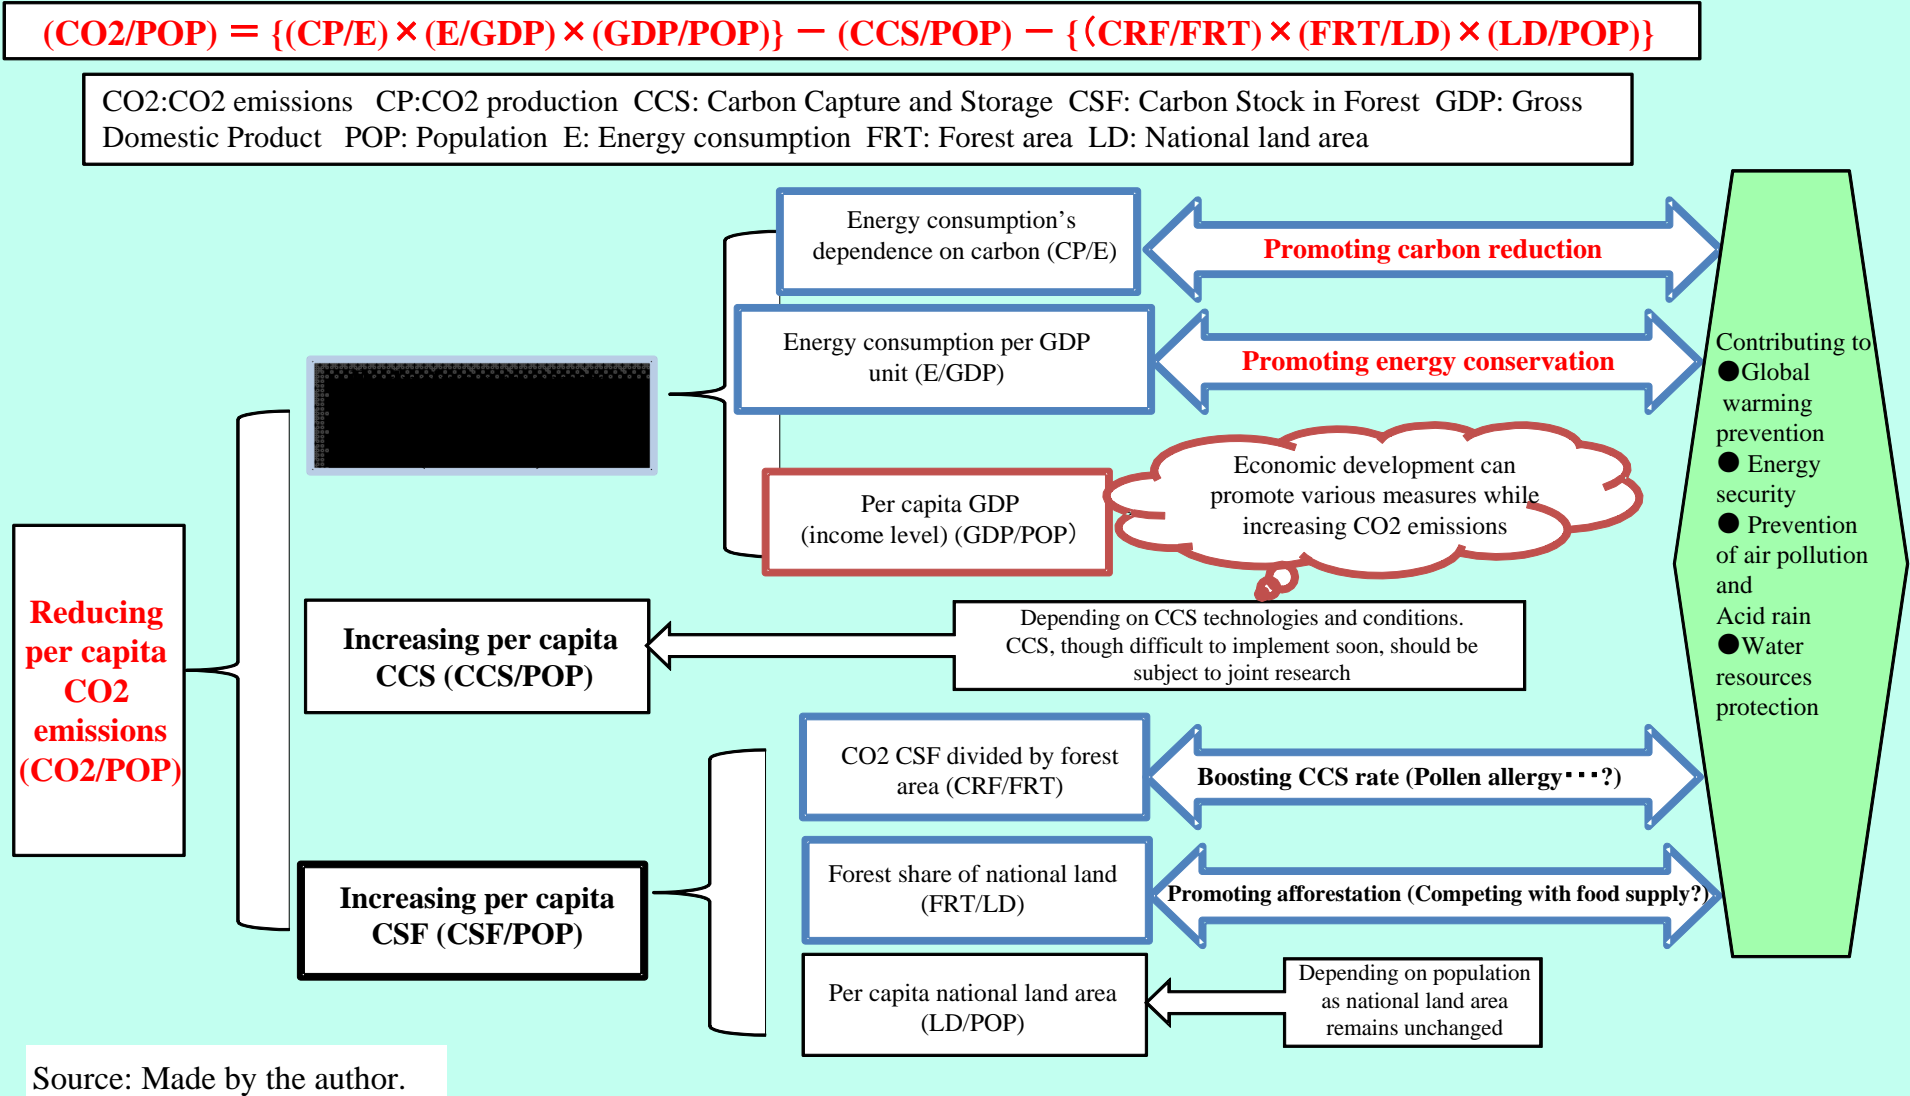 (CO2/POP) = {(CP/E)×(E/GDP)×(GDP/POP)} － (CCS/POP)－{（CRF/FRT)×(FRT/LD)×(LD/POP)}
CO2:CO2 emissions CP:CO2 production CCS: Carbon Capture and Storage CSF: Carbon Stock in Forest GDP: Gross
Domestic Product POP: Population E: Energy consumption FRT: Forest area LD: National land area
Energy consumption’s
dependence on carbon (CP/E)
Promoting carbon reduction
Energy consumption per GDP
unit (E/GDP)
Promoting energy conservation
Per capita GDP
(income level) (GDP/POP）
Economic development can
promote various measures while
increasing CO2 emissions
Reducing
per capita
CO2
emissions
(CO2/POP)
Increasing per capita
CCS (CCS/POP)
Depending on CCS technologies and conditions.
CCS, though difficult to implement soon, should be
subject to joint research
Increasing per capita
CSF (CSF/POP)
CO2 CSF divided by forest
area (CRF/FRT)
Boosting CCS rate (Pollen allergy･･･?)
Forest share of national land
(FRT/LD)
Promoting afforestation (Competing with food supply?)
Per capita national land area
(LD/POP)
Depending on population
as national land area
remains unchanged
Contributing to
●Global
warming
prevention
● Energy
security
● Prevention
of air pollution
and
Acid rain
●Water
resources
protection
Source: Made by the author.